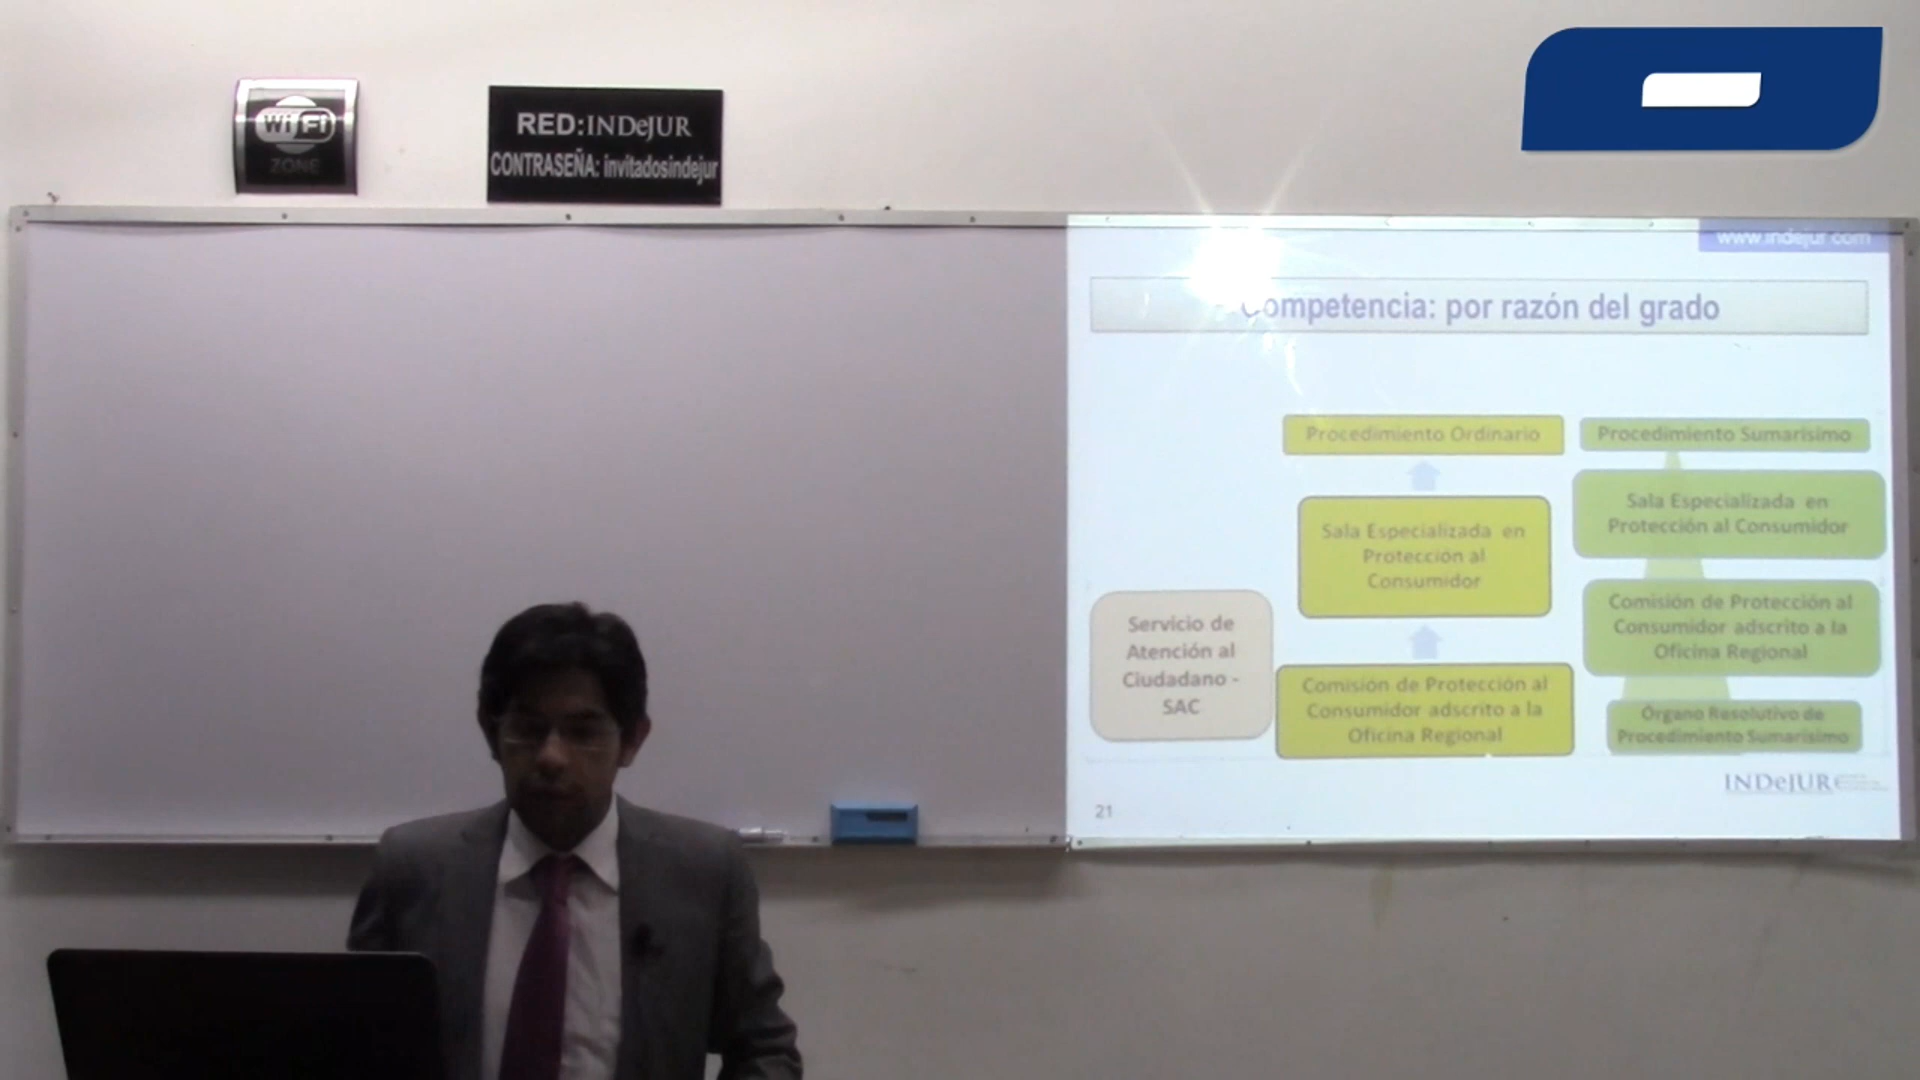 WiFi
ZONE
RED:INDeJUR
CONTRASEÑA: invitadosindejur
www.indejur.com
Competencia: por razón del grado
Procedimiento Ordinario
Procedimiento Sumarísimo
Sala Especializada en
Protección al
Consumidor
Sala Especializada en
Protección al Consumidor
Servicio de
Atención al
Ciudadano -
SAC
Comisión de Protección al
Consumidor adscrito a la
Oficina Regional
Comisión de Protección al
Consumidor adscrito a la
Oficina Regional
Órgano Resolutivo de
Procedimiento Sumarísimo
INDeJUR
21